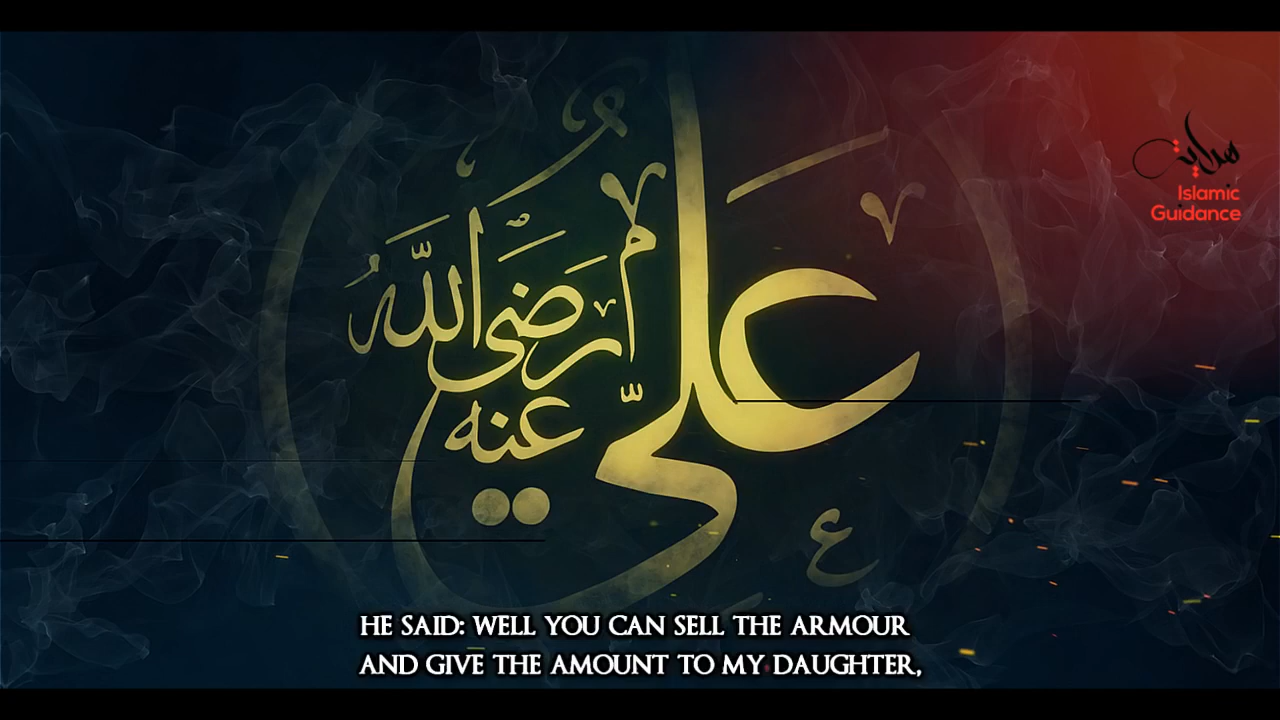 هداية
Islamic
Guidance
عليّ
رضي الله
عنه
HE SAID: WELL YOU CAN SELL THE ARMOUR
AND GIVE THE AMOUNT TO MY DAUGHTER,